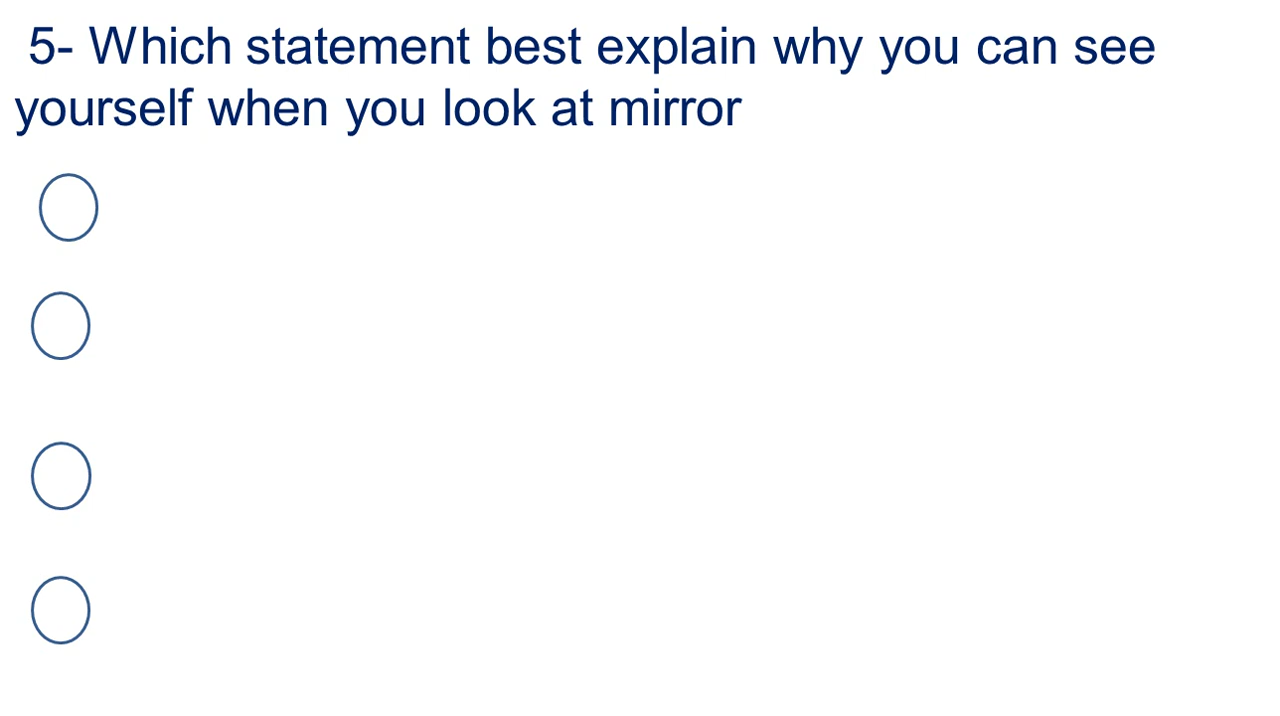 5- Which statement best explain why you can see
yourself when you look at mirror